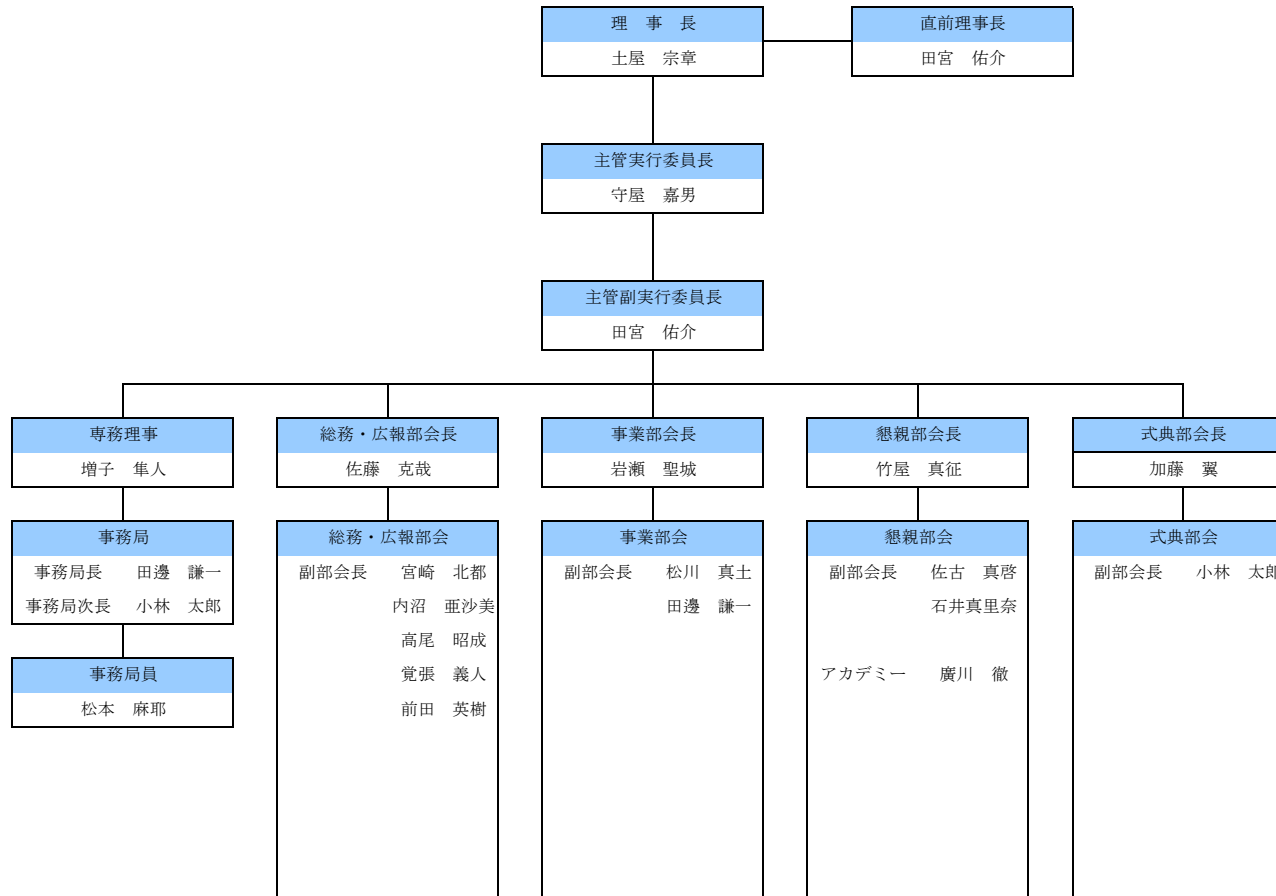 理　事　長
土屋　宗章
直前理事長
田宮　佑介
主管実行委員長
守屋　嘉男
主管副実行委員長
田宮　佑介
専務理事
増子　隼人
総務・広報部会長
佐藤　克哉
事業部会長
岩瀬　聖城
懇親部会長
竹屋　真征
式典部会長
加藤　翼
事務局
事務局長　田邊　謙一
事務局次長　小林　太郎
事務局員
松本　麻耶
総務・広報部会
副部会長　宮崎　北都
内沼　亜沙美
高尾　昭成
覚張　義人
前田　英樹
事業部会
副部会長　松川　真土
田邊　謙一
懇親部会
副部会長　佐古　真啓
石井真里奈
アカデミー　廣川　徹
式典部会
副部会長　小林　太郎